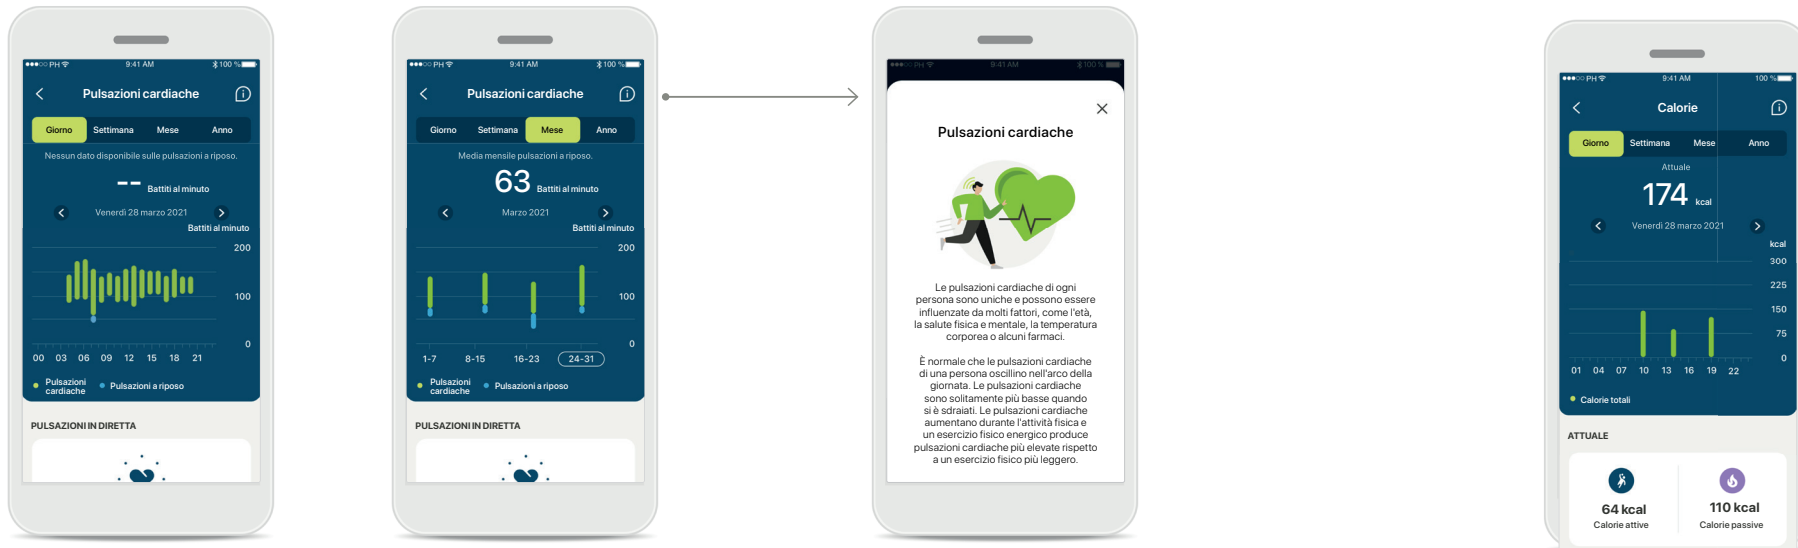 PH 9:41 AM 100 %
Pulsazioni cardiache
Giorno Settimana Mese Anno
Nessun dato disponibile sulle pulsazioni a riposo.
-- Battiti al minuto
Venerdì 28 marzo 2021
Battiti al minuto
200
100
0
00 03 06 09 12 15 18 21
Pulsazioni
cardiache
Pulsazioni a riposo
PULSAZIONI IN DIRETTA
PH 9:41 AM 100 %
Pulsazioni cardiache
Giorno Settimana Mese Anno
Media mensile pulsazioni a riposo.
63 Battiti al minuto
Marzo 2021
Battiti al minuto
200
100
0
1-7 8-15 16-23 24-31
Pulsazioni
cardiache
Pulsazioni a riposo
PULSAZIONI IN DIRETTA
PH 9:41 AM 100 %
Pulsazioni cardiache
Le pulsazioni cardiache di ogni
persona sono uniche e possono essere
influenzate da molti fattori, come l'età,
la salute fisica e mentale, la temperatura
corporea o alcuni farmaci.
È normale che le pulsazioni cardiache
di una persona oscillino nell'arco della
giornata. Le pulsazioni cardiache
sono solitamente più basse quando
si è sdraiati. Le pulsazioni cardiache
aumentano durante l'attività fisica e
un esercizio fisico energico produce
pulsazioni cardiache più elevate rispetto
a un esercizio fisico più leggero.
PH 9:41 AM 100 %
Calorie
Giorno Settimana Mese Anno
Attuale
174 kcal
Venerdì 28 marzo 2021
kcal
300
225
150
75
0
01 04 07 10 13 16 19 22
Calorie totali
ATTUALE
64 kcal
Calorie attive
110 kcal
Calorie passive